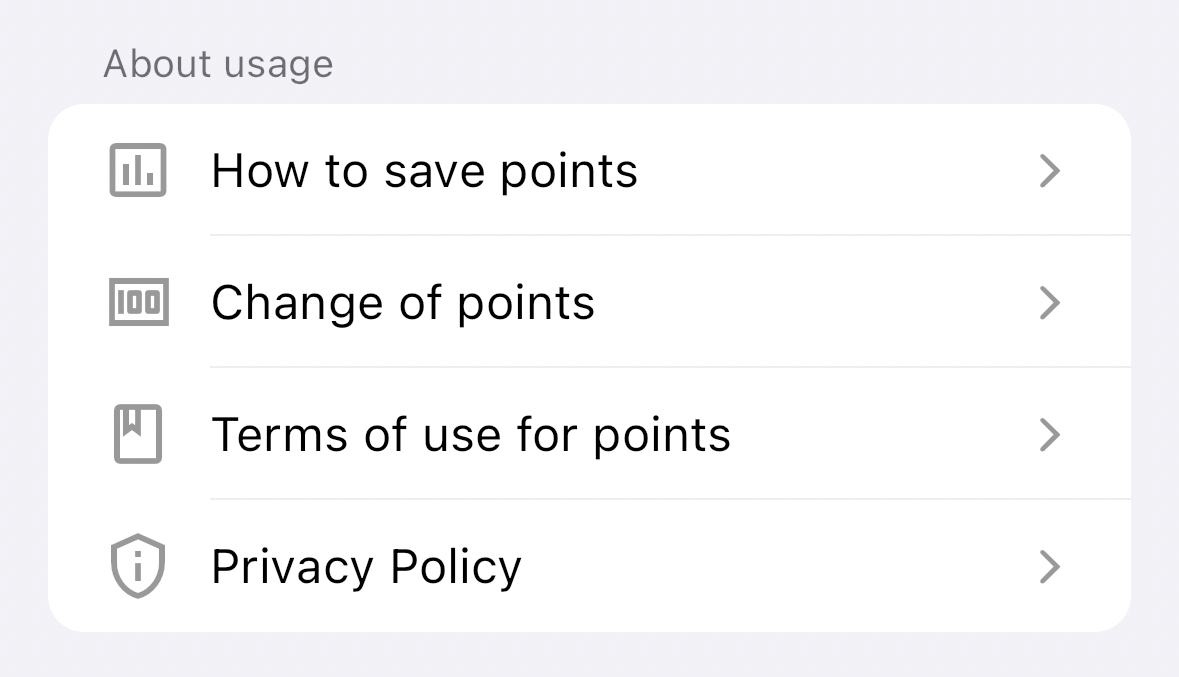 About usage
How to save points
100
Change of points
Terms of use for points
Privacy Policy